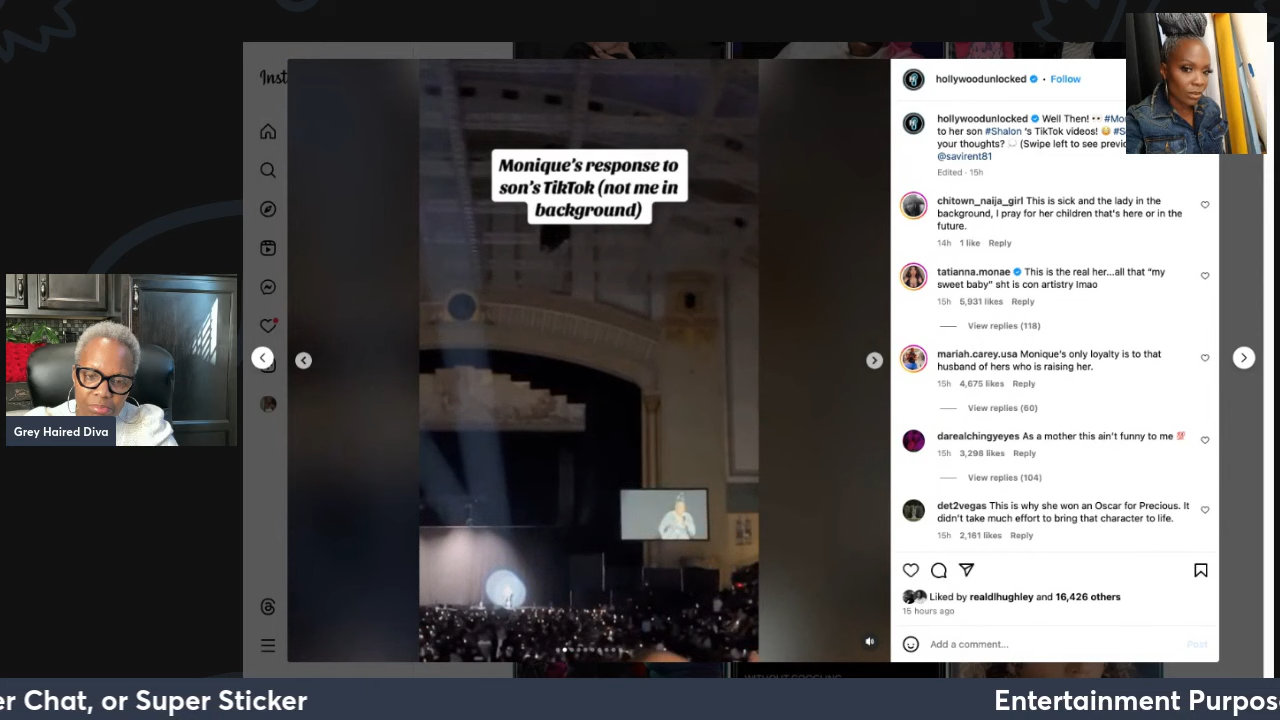 Inst
Monique's response to
son's TikTok (not me in
background)
hollywoodunlocked • Follow
hollywoodunlocked Well Then! 👀 #Mo
to her son #Shalon 's TikTok videos! 😳 #S
your thoughts? 💭 (Swipe left to see previ
@savirent81
Edited · 15h
chitown_naija_girl This is sick and the lady in the
background, I pray for her children that's here or in the
future.
14h 1 like Reply
tatianna.monae This is the real her...all that “my
sweet baby” sht is con artistry lmao
15h 5,931 likes Reply
View replies (118)
mariah.carey.usa Monique's only loyalty is to that
husband of hers who is raising her.
15h 4,675 likes Reply
View replies (60)
darealchingyeyes As a mother this ain't funny to me 💯
15h 3,298 likes Reply
View replies (104)
det2vegas This is why she won an Oscar for Precious. It
didn't take much effort to bring that character to life.
15h 2,161 likes Reply
Liked by realdlhughley and 16,426 others
15 hours ago
Add a comment...
Post
Grey Haired Diva
WITHOUT GOOGLING
er Chat, or Super Sticker
Entertainment Purpos